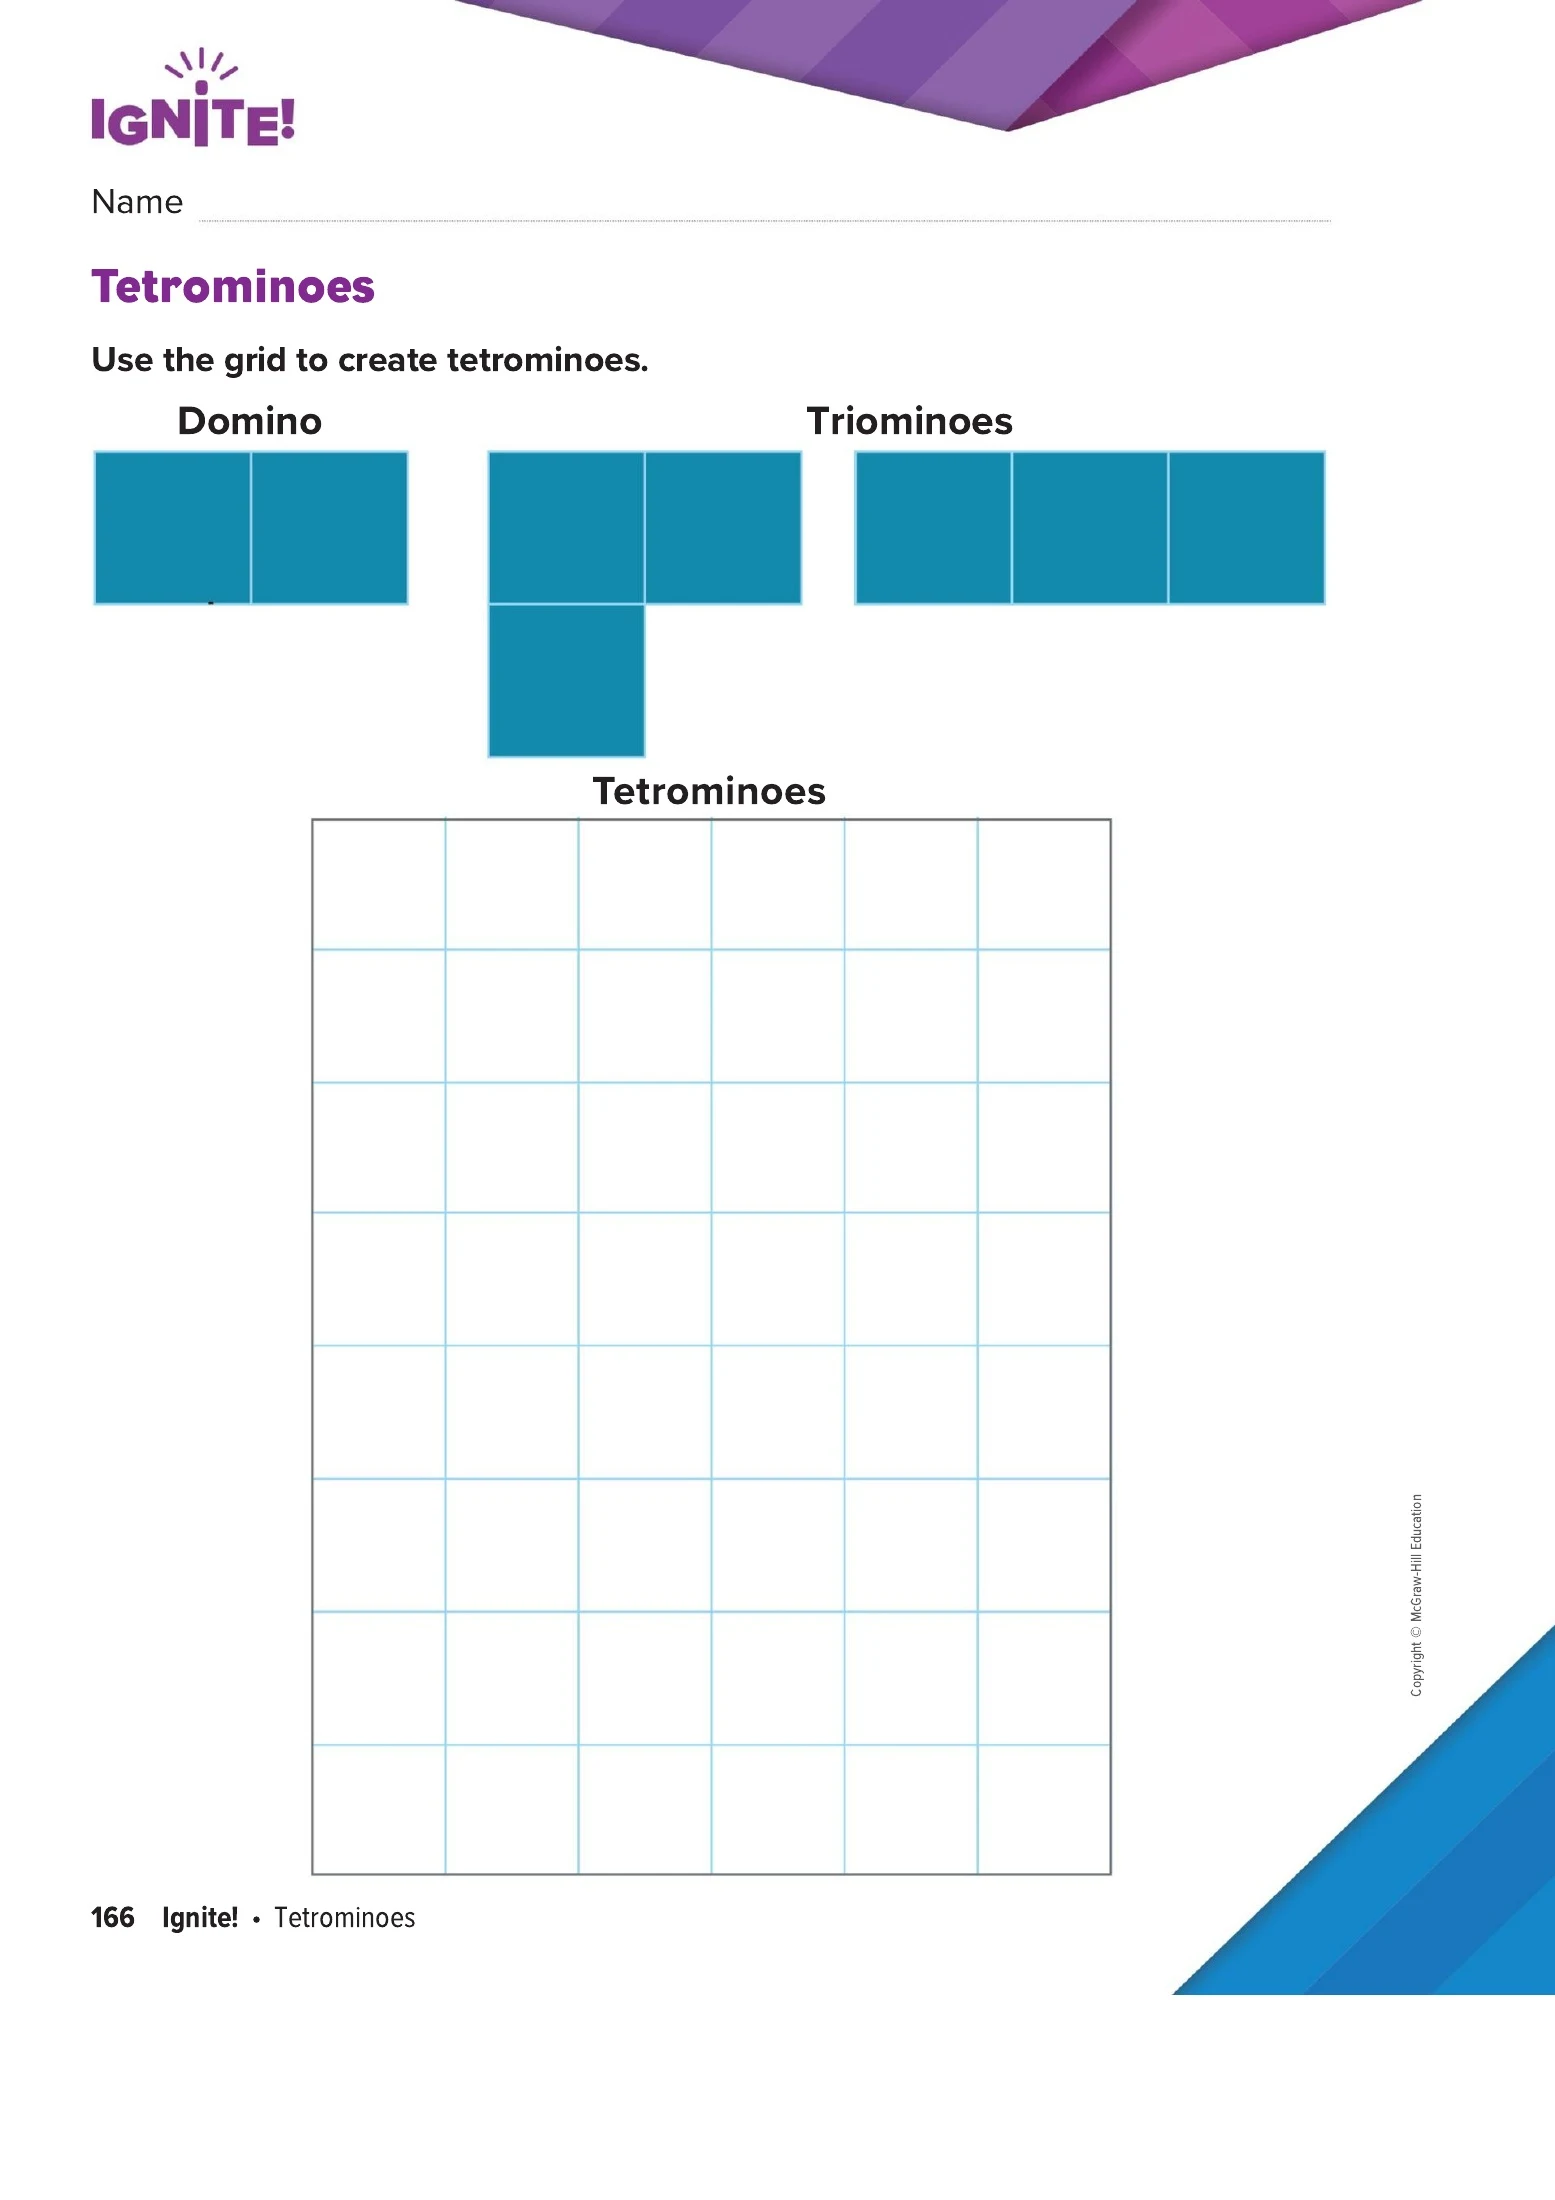 IGNiTE!
Name
Tetrominoes
Use the grid to create tetrominoes.
Domino
Triominoes
Tetrominoes
Copyright © McGraw-Hill Education
166 Ignite! • Tetrominoes